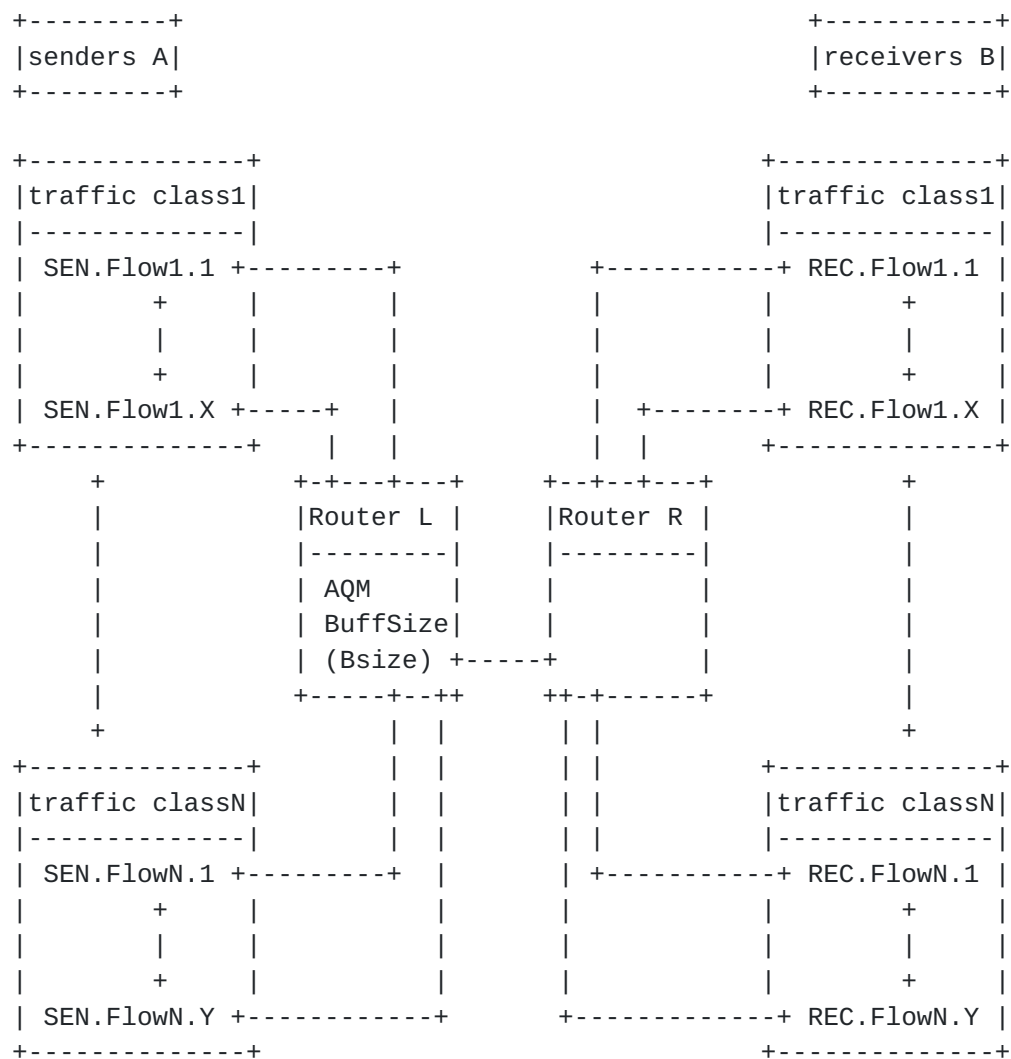 +---------+                                        +-----------+
|senders A|                                        |receivers B|
+---------+                                        +-----------+

+--------------+                                +--------------+
|traffic class1|                                |traffic class1|
|--------------|                                |--------------|
| SEN.Flow1.1 +---------+            +-----------+ REC.Flow1.1 |
|        +     |        |            |          |        +     |
|        |     |        |            |          |        |     |
|        +     |        |            |          |        +     |
| SEN.Flow1.X +-----+   |            |  +--------+ REC.Flow1.X |
+--------------+    |   |            |  |       +--------------+
     +            +-+---+---+     +--+--+---+            +
     |            |Router L |     |Router R |            |
     |            |---------|     |---------|            |
     |            | AQM     |     |         |            |
     |            | BuffSize|     |         |            |
     |            | (Bsize) +-----+         |            |
     |            +-----+--++     ++-+------+            |
     +                  |  |       | |                   +
+--------------+        |  |       | |          +--------------+
|traffic classN|        |  |       | |          |traffic classN|
|--------------|        |  |       | |          |--------------|
| SEN.FlowN.1 +---------+  |       | +-----------+ REC.FlowN.1 |
|        +     |           |       |            |        +     |
|        |     |           |       |            |        |     |
|        +     |           |       |            |        +     |
| SEN.FlowN.Y +------------+       +-------------+ REC.FlowN.Y |
+--------------+                                +--------------+